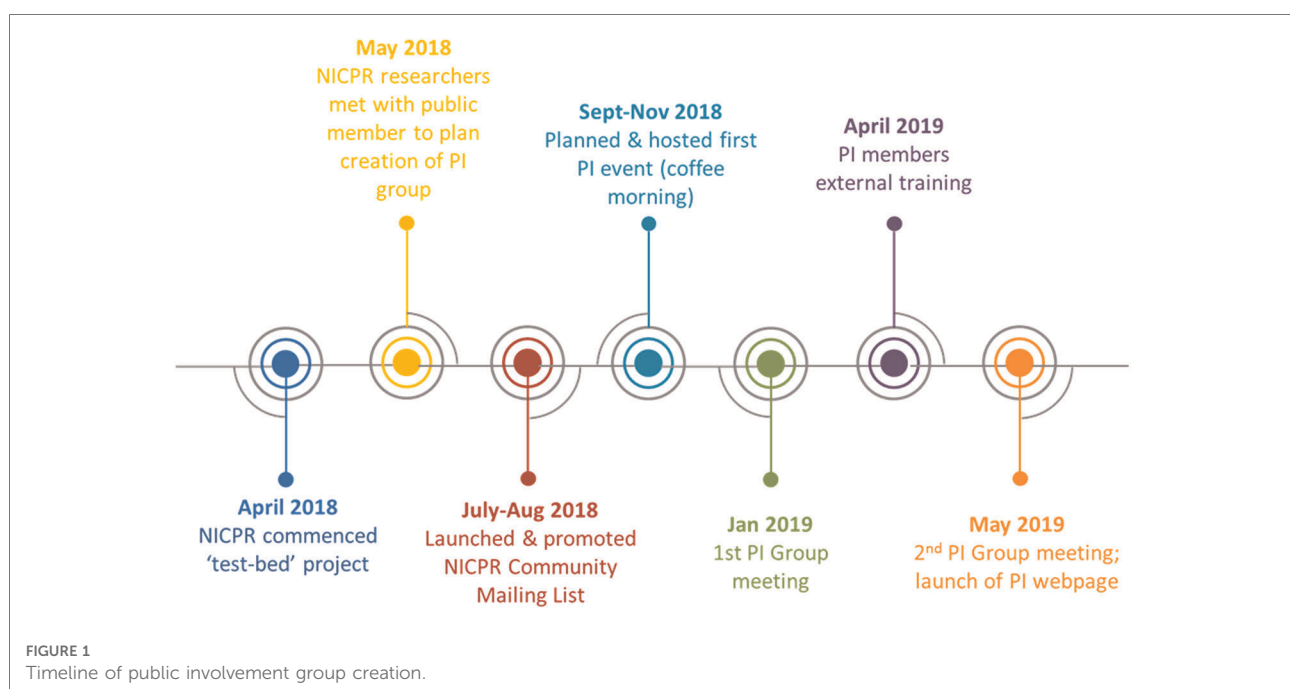 May 2018
NICPR researchers
met with public
member to plan
creation of PI
group
Sept-Nov 2018
Planned & hosted first
PI event (coffee
morning)
April 2019
PI members
external training
April 2018
NICPR commenced
‘test-bed’ project
July-Aug 2018
Launched & promoted
NICPR Community
Mailing List
Jan 2019
1st PI Group
meeting
May 2019
2nd PI Group meeting;
launch of PI webpage
FIGURE 1
Timeline of public involvement group creation.